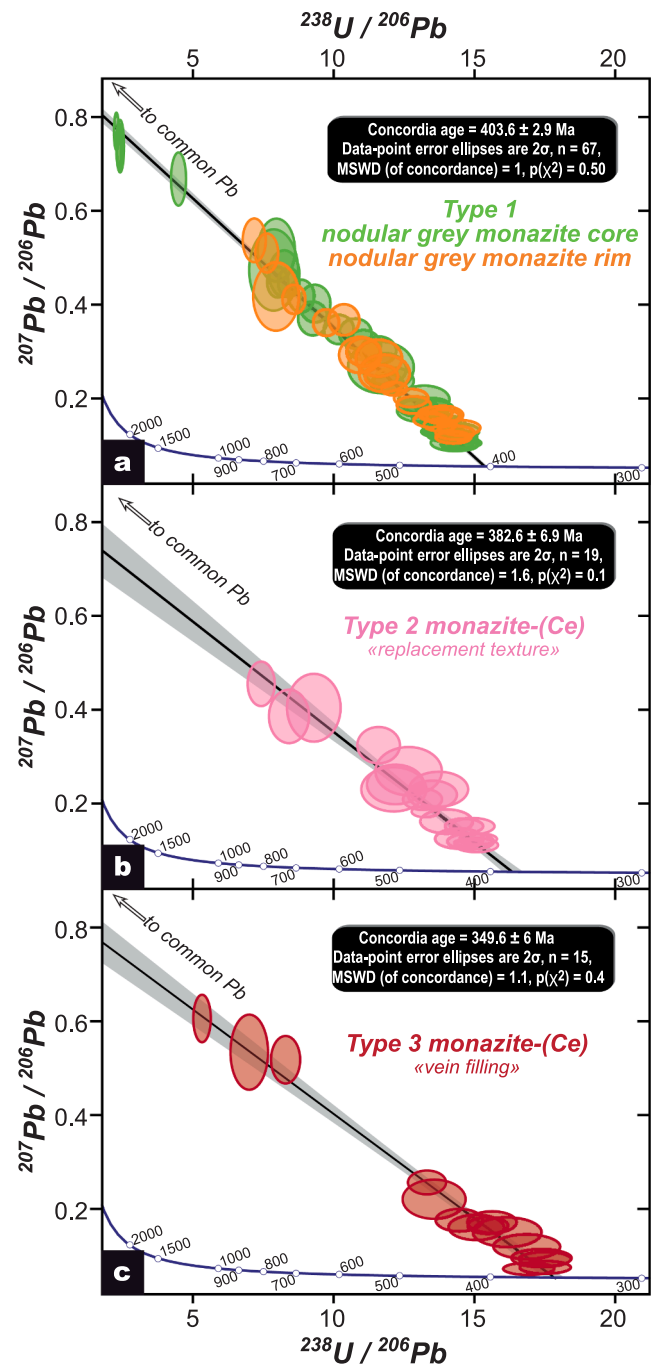 238U / 206Pb
5 10 15 20
0.8
0.6
0.4
0.2
207Pb / 206Pb
to common Pb
Concordia age = 403.6 ± 2.9 Ma
Data-point error ellipses are 2σ, n = 67,
MSWD (of concordance) = 1, p(χ2) = 0.50
Type 1
nodular grey monazite core
nodular grey monazite rim
2000 1500 1000 900 800 700 600 500 400 300
a
0.8
0.6
0.4
0.2
207Pb / 206Pb
to common Pb
Concordia age = 382.6 ± 6.9 Ma
Data-point error ellipses are 2σ, n = 19,
MSWD (of concordance) = 1.6, p(χ2) = 0.1
Type 2 monazite-(Ce)
«replacement texture»
2000 1500 1000 900 800 700 600 500 400 300
b
0.8
0.6
0.4
0.2
207Pb / 206Pb
to common Pb
Concordia age = 349.6 ± 6 Ma
Data-point error ellipses are 2σ, n = 15,
MSWD (of concordance) = 1.1, p(χ2) = 0.4
Type 3 monazite-(Ce)
«vein filling»
2000 1500 1000 900 800 700 600 500 400 300
c
5 10 15 20
238U / 206Pb